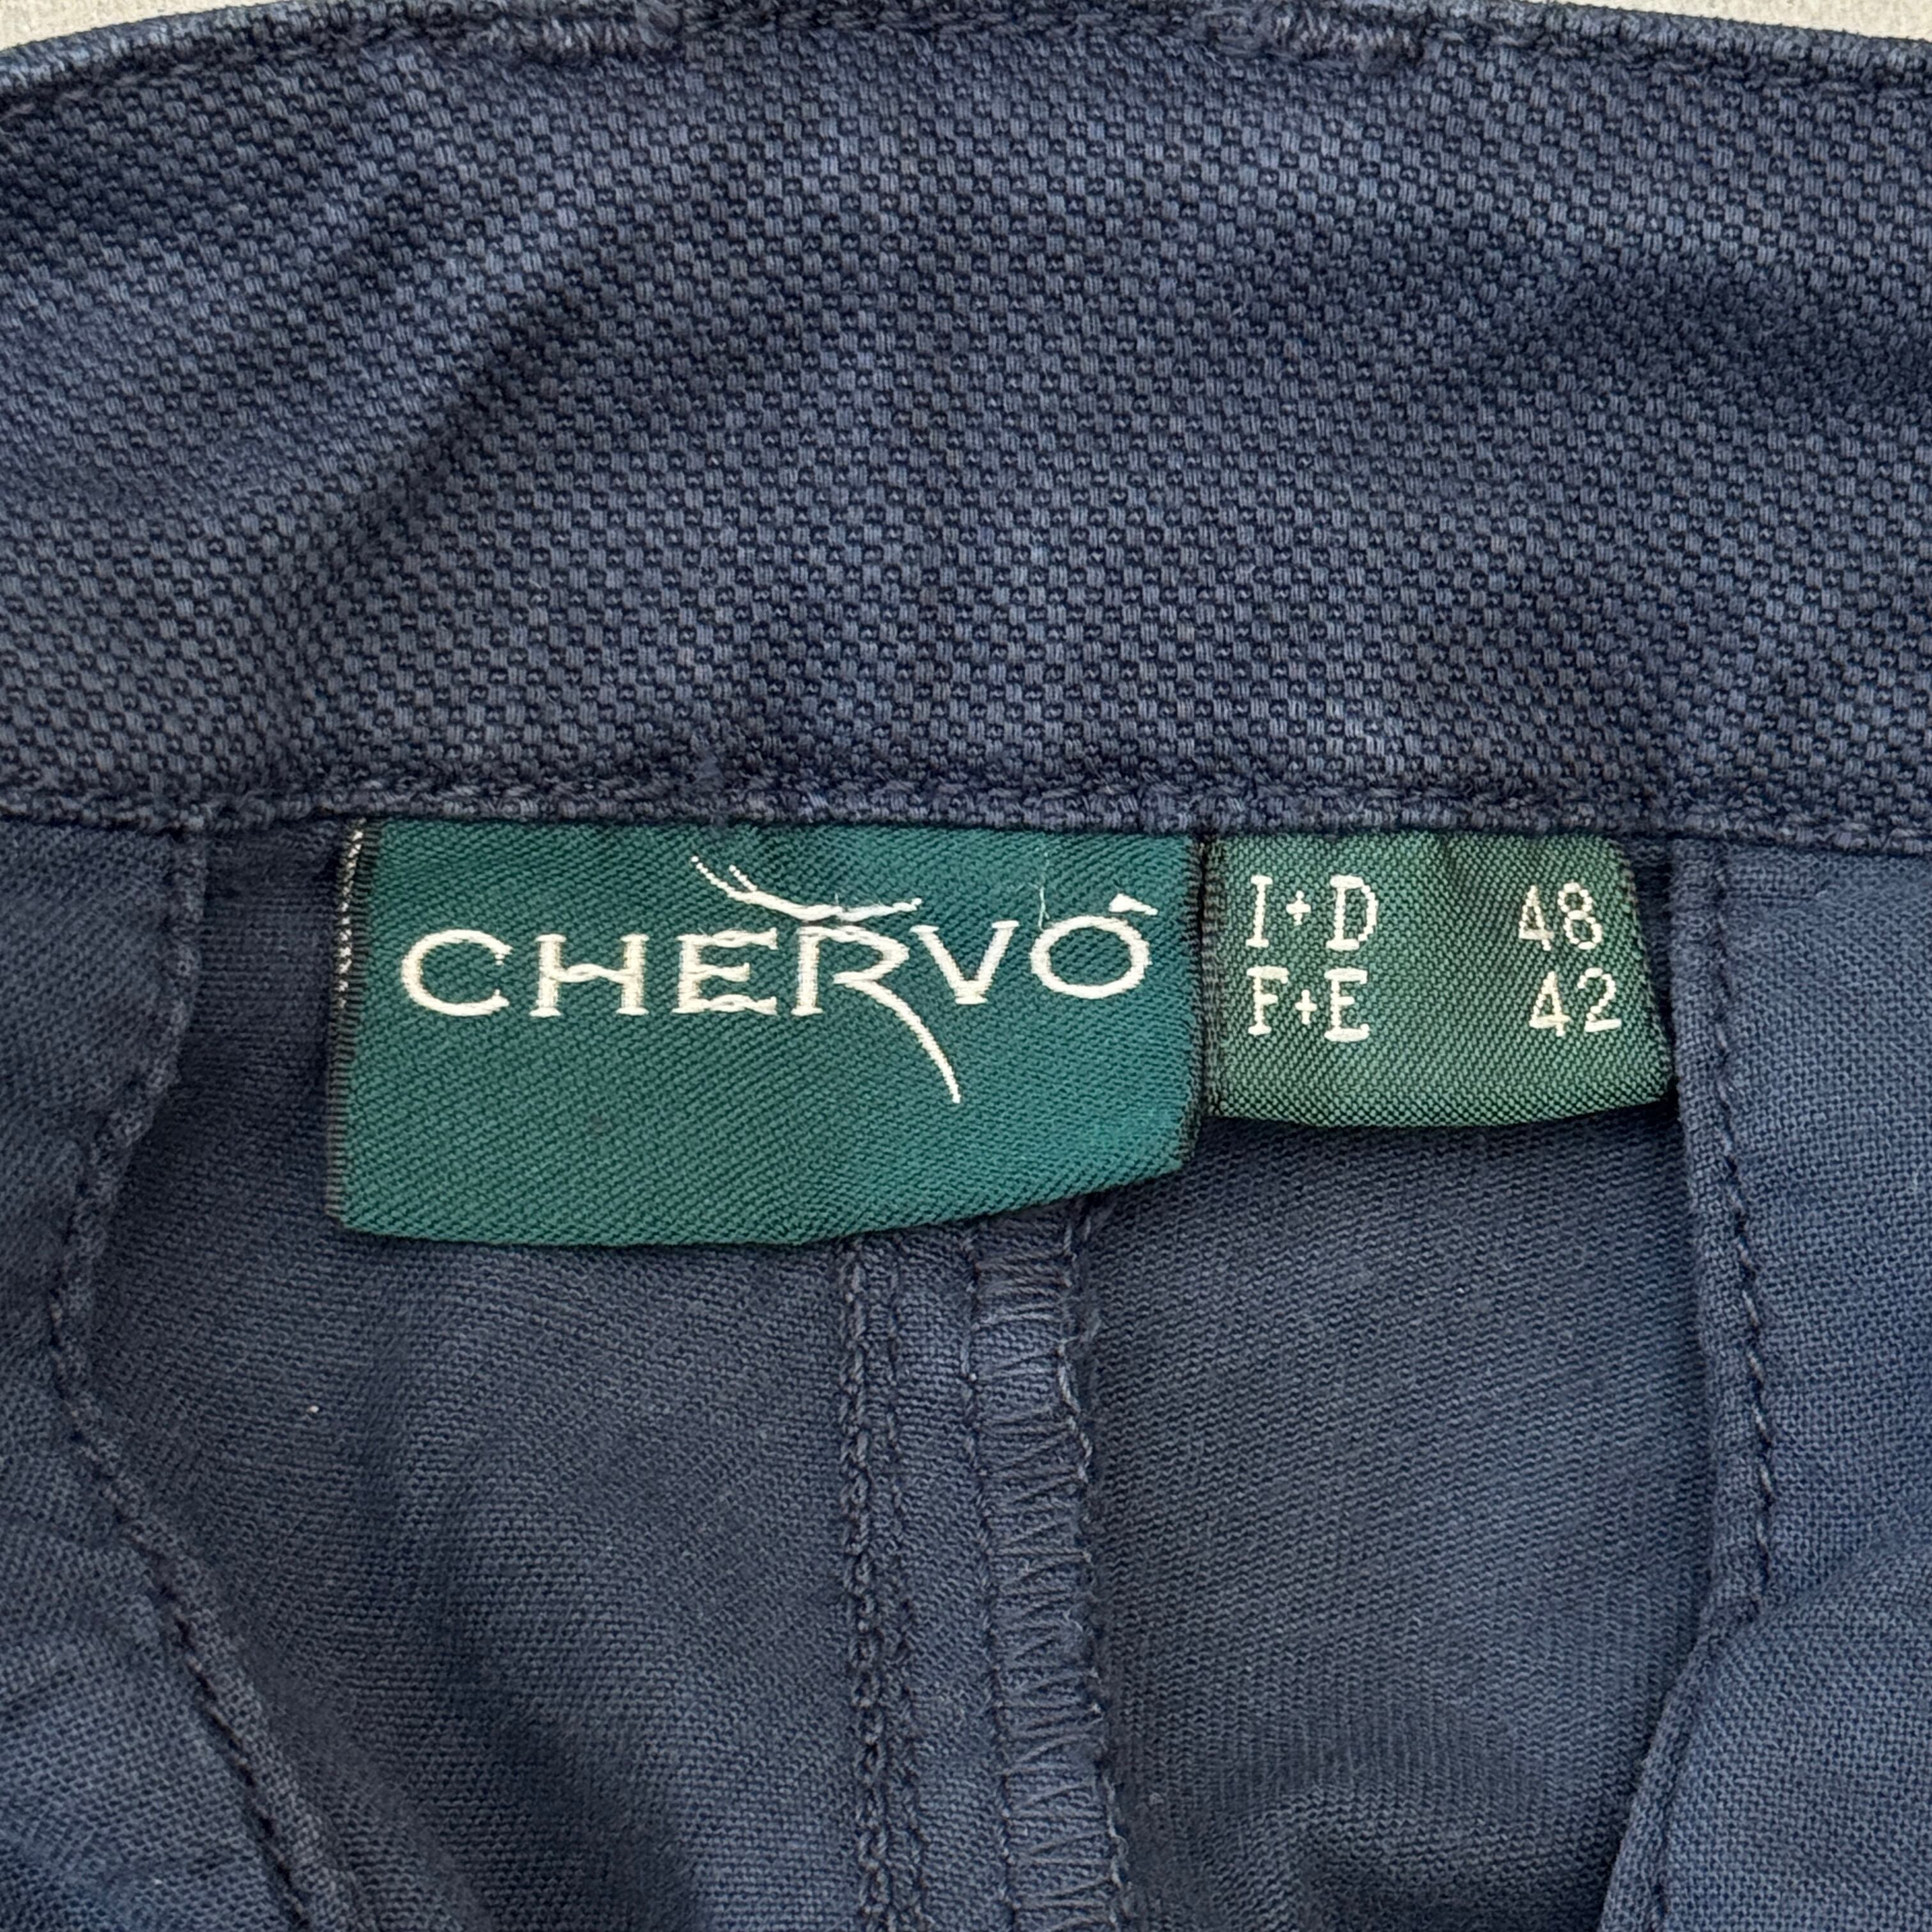 CHERVÒ
I+D 48
F+E 42